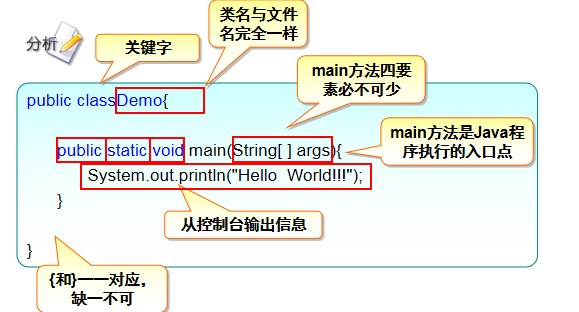 类名与文件
名完全一样
分析
关键字
main方法四要
素必不可少
public classDemo{
main方法是Java程
序执行的入口点
public static void main(String[ ] args){
System.out.println("Hello  World!!!");
}
从控制台输出信息
}
{和}一一对应，
缺一不可